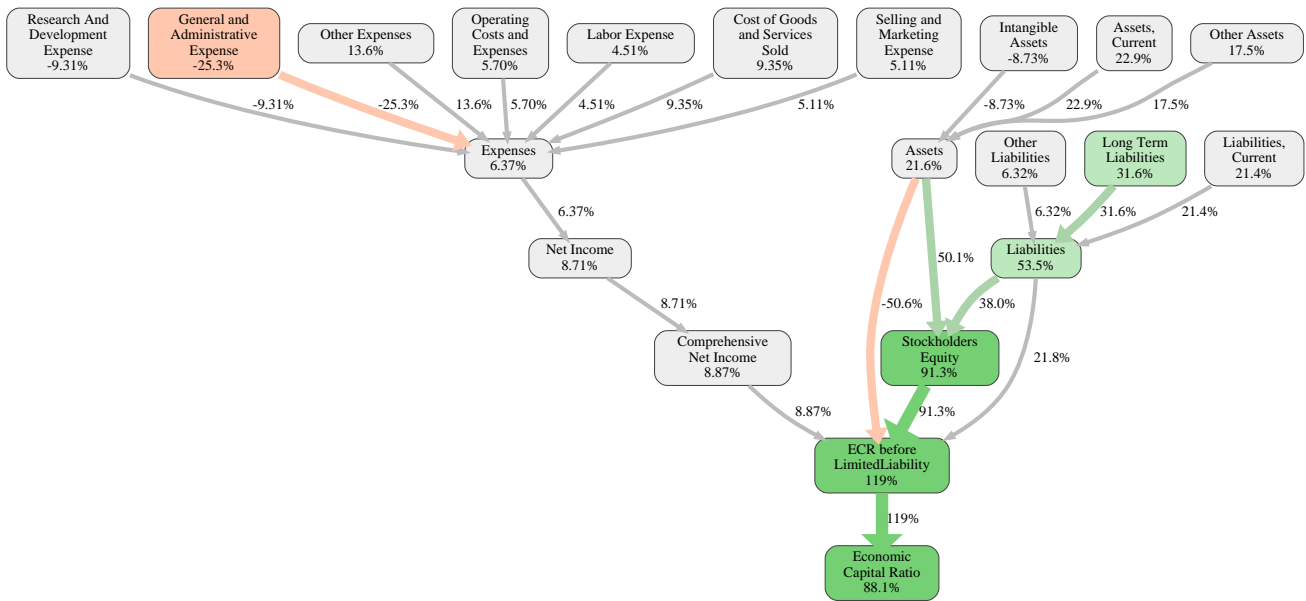 Research And
Development
Expense
-9.31%
General and
Administrative
Expense
-25.3%
Other Expenses
13.6%
Operating
Costs and
Expenses
5.70%
Labor Expense
4.51%
Cost of Goods
and Services
Sold
9.35%
Selling and
Marketing
Expense
5.11%
Intangible
Assets
-8.73%
Assets,
Current
22.9%
Other Assets
17.5%
-9.31%
-25.3%
13.6%
5.70%
4.51%
9.35%
5.11%
-8.73%
22.9%
17.5%
Expenses
6.37%
Assets
21.6%
Other
Liabilities
6.32%
Long Term
Liabilities
31.6%
Liabilities,
Current
21.4%
6.37%
6.32%
31.6%
21.4%
Net Income
8.71%
50.1%
Liabilities
53.5%
8.71%
-50.6%
38.0%
Comprehensive
Net Income
8.87%
Stockholders
Equity
91.3%
21.8%
8.87%
91.3%
ECR before
LimitedLiability
119%
119%
Economic
Capital Ratio
88.1%